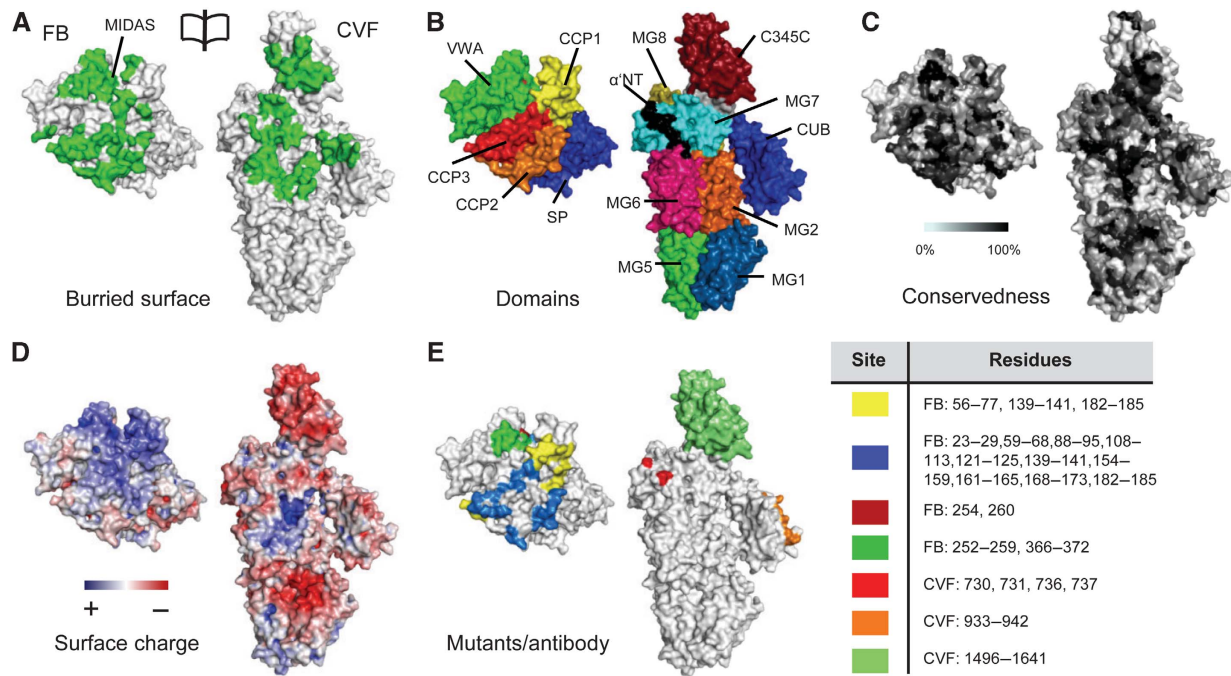 A
FB
MIDAS
CVF
Burried surface
B
VWA
CCP1
CCP3
CCP2
SP
MG8
α‘NT
C345C
MG7
CUB
MG6
MG2
MG5
MG1
Domains
C
0%
100%
Conservedness
D
+
–
Surface charge
E
Mutants/antibody
Site
Residues
FB: 56–77, 139–141, 182–185
FB: 23–29,59–68,88–95,108–
113,121–125,139–141,154–
159,161–165,168–173,182–185
FB: 254, 260
FB: 252–259, 366–372
CVF: 730, 731, 736, 737
CVF: 933–942
CVF: 1496–1641